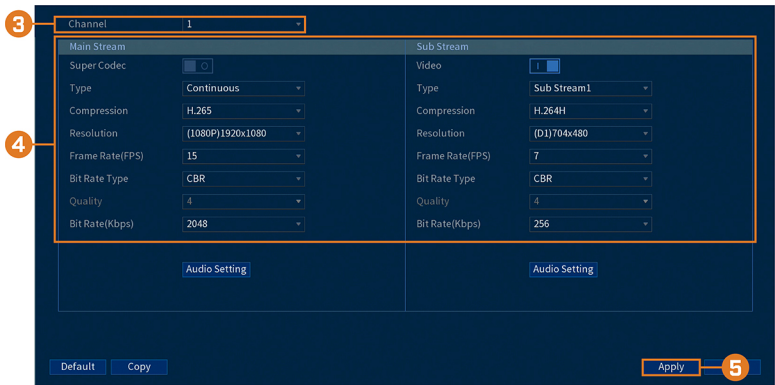 3
Channel 1
Main Stream Sub Stream
Super Codec Video
Type Continuous Type Sub Stream1
Compression H.265 Compression H.264H
4
Resolution (1080P)1920x1080 Resolution (D1)704x480
Frame Rate(FPS) 15 Frame Rate(FPS) 7
Bit Rate Type CBR Bit Rate Type CBR
Quality 4 Quality 4
Bit Rate(Kbps) 2048 Bit Rate(Kbps) 256
Audio Setting Audio Setting
Default Copy Apply 5